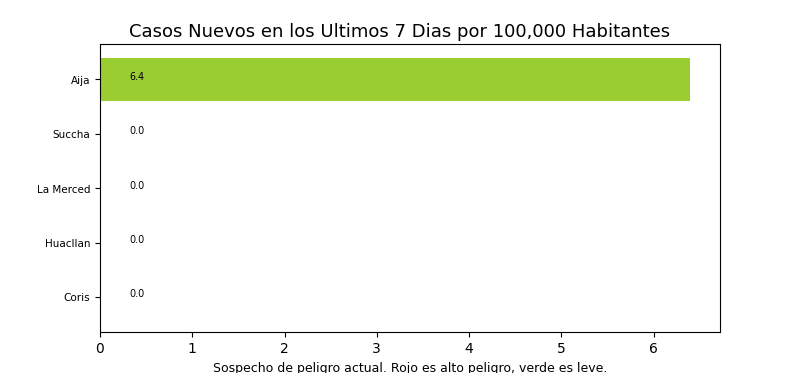 Casos Nuevos en los Ultimos 7 Dias por 100,000 Habitantes
Aija 6.4
Succha 0.0
La Merced 0.0
Huacllan 0.0
Coris 0.0
0 1 2 3 4 5 6
Sospecho de peligro actual. Rojo es alto peligro, verde es leve.